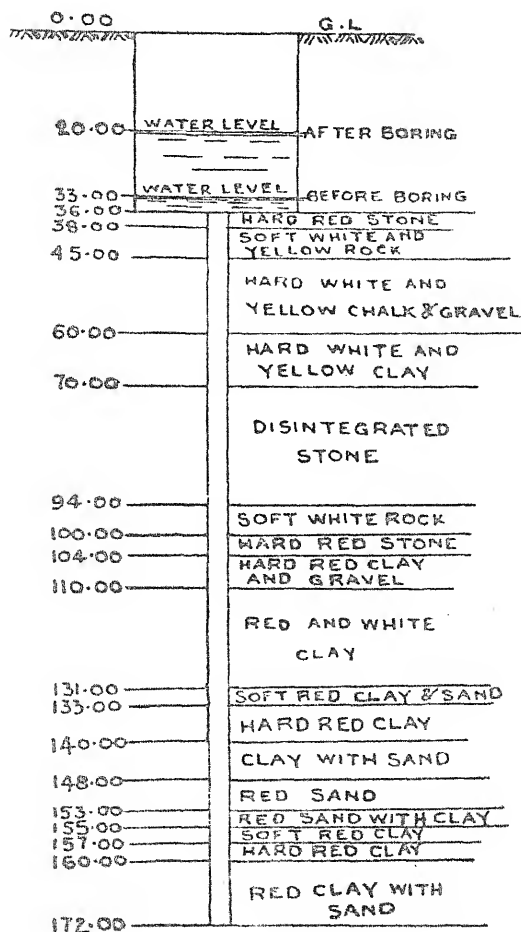 0.00 G.L
20.00 WATER LEVEL AFTER BORING
33.00 WATER LEVEL BEFORE BORING
36.00
38.00 HARD RED STONE
SOFT WHITE AND
45.00 YELLOW ROCK
HARD WHITE AND
YELLOW CHALK & GRAVEL
60.00
HARD WHITE AND
YELLOW CLAY
70.00
DISINTEGRATED
STONE
94.00
SOFT WHITE ROCK
100.00
HARD RED STONE
104.00
HARD RED CLAY
AND GRAVEL
110.00
RED AND WHITE
CLAY
131.00
SOFT RED CLAY & SAND
133.00
HARD RED CLAY
140.00
CLAY WITH SAND
148.00
RED SAND
153.00
RED SAND WITH CLAY
155.00
SOFT RED CLAY
157.00
HARD RED CLAY
160.00
RED CLAY WITH
SAND
172.00